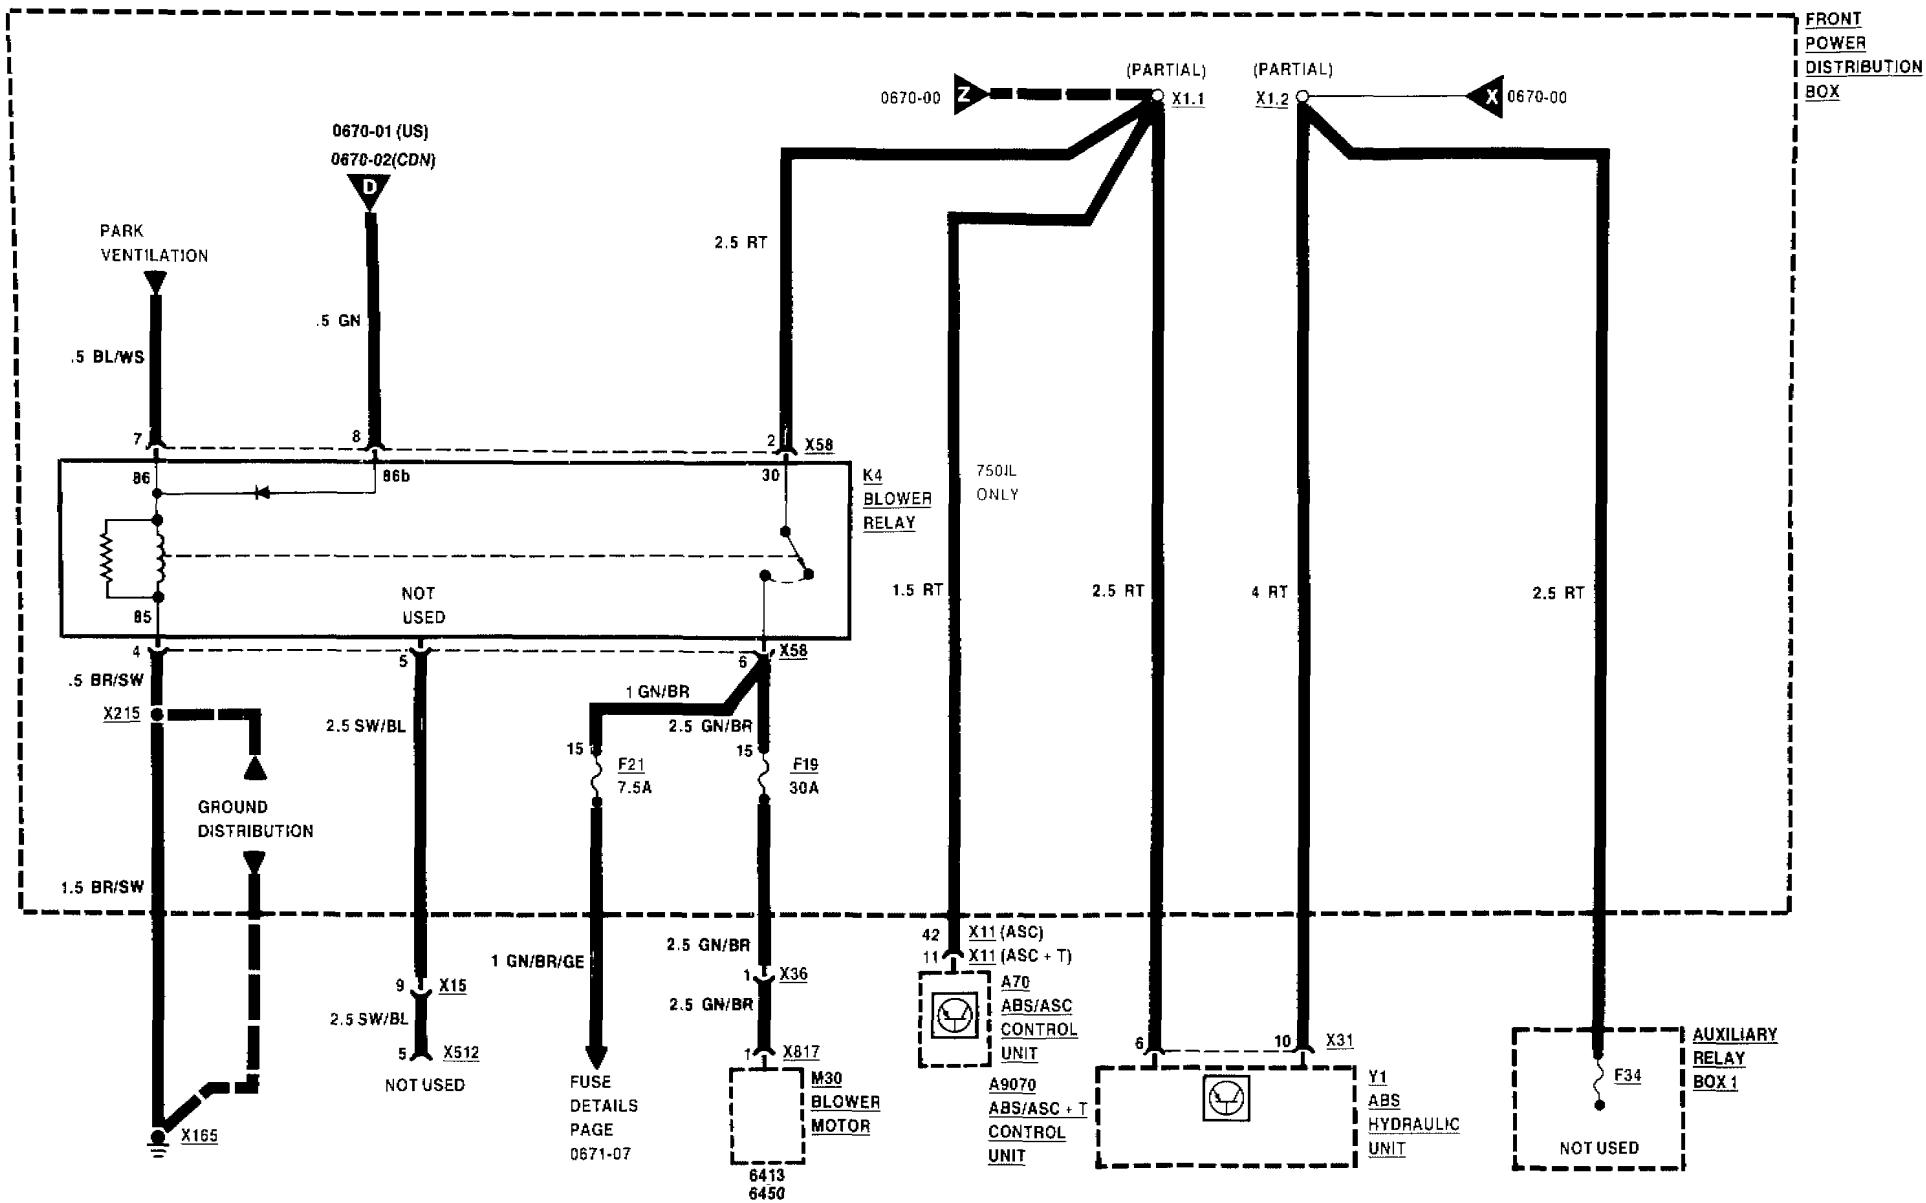 FRONT
POWER
DISTRIBUTION
BOX
(PARTIAL)
(PARTIAL)
0670-00
Z
X1.1
X1.2
X
0670-00
0670-01 (US)
0670-02(CDN)
D
PARK
VENTILATION
2.5 RT
.5 GN
.5 BL/WS
7
8
2
X58
86
86b
30
K4
BLOWER
RELAY
750IL
ONLY
NOT
USED
85
1.5 RT
2.5 RT
4 RT
2.5 RT
4
5
6
X58
.5 BR/SW
1 GN/BR
X215
2.5 SW/BL
2.5 GN/BR
15
15
F21
7.5A
F19
30A
GROUND
DISTRIBUTION
1.5 BR/SW
42
X11 (ASC)
11
X11 (ASC + T)
2.5 GN/BR
1 GN/BR/GE
1
X36
9
X15
2.5 GN/BR
2.5 SW/BL
A70
ABS/ASC
CONTROL
UNIT
5
X512
NOT USED
1
X817
6
10
X31
AUXILIARY
RELAY
BOX 1
F34
NOT USED
FUSE
DETAILS
PAGE
0671-07
M30
BLOWER
MOTOR
6413
6450
A9070
ABS/ASC + T
CONTROL
UNIT
Y1
ABS
HYDRAULIC
UNIT
X165